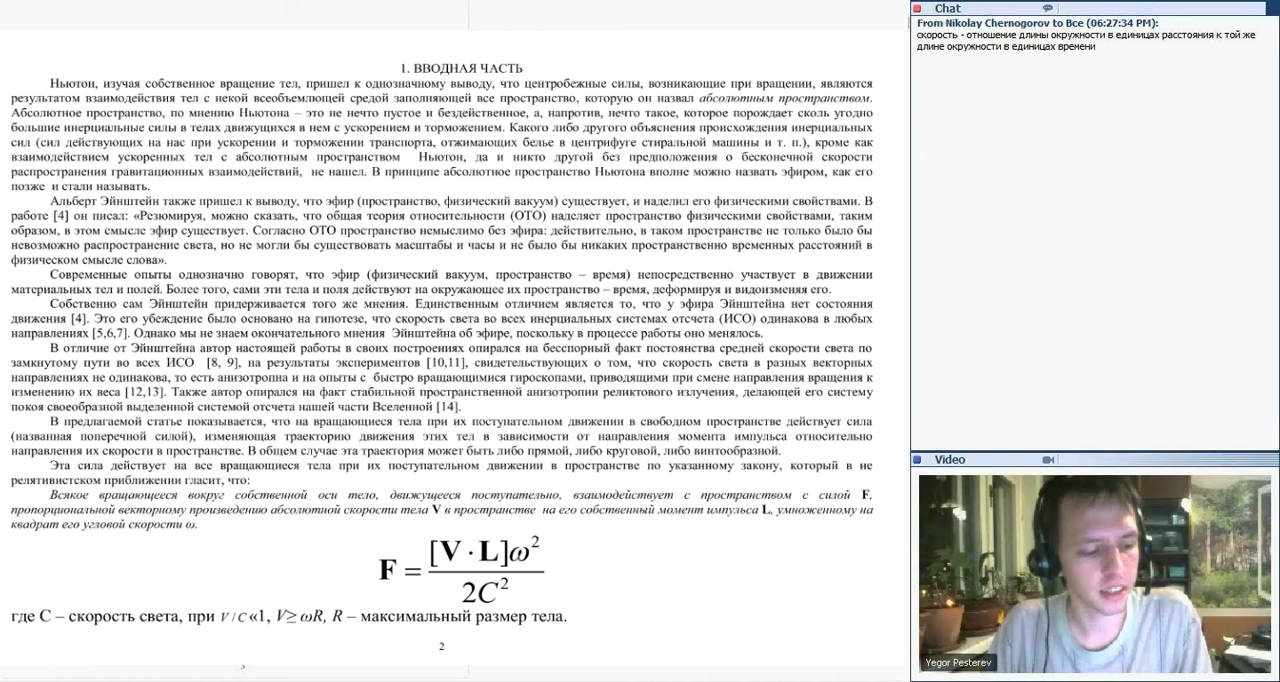 1. ВВОДНАЯ ЧАСТЬ
Ньютон, изучая собственное вращение тел, пришел к однозначному выводу, что центробежные силы, возникающие при вращении, являются
результатом взаимодействия тел с некой всеобъемлющей средой заполняющей все пространство, которую он назвал абсолютным пространством.
Абсолютное пространство, по мнению Ньютона – это не нечто пустое и бездейственное, а, напротив, нечто такое, которое порождает сколь угодно
большие инерциальные силы в телах движущихся в нем с ускорением и торможением. Какого либо другого объяснения происхождения инерциальных
сил (сил действующих на нас при ускорении и торможении транспорта, отжимающих белье в центрифуге стиральной машины и т. п.), кроме как
взаимодействием ускоренных тел с абсолютным пространством Ньютон, да и никто другой без предположения о бесконечной скорости
распространения гравитационных взаимодействий, не нашел. В принципе абсолютное пространство Ньютона вполне можно назвать эфиром, как его
позже и стали называть.
Альберт Эйнштейн также пришел к выводу, что эфир (пространство, физический вакуум) существует, и наделил его физическими свойствами. В
работе [4] он писал: «Резюмируя, можно сказать, что общая теория относительности (ОТО) наделяет пространство физическими свойствами, таким
образом, в этом смысле эфир существует. Согласно ОТО пространство немыслимо без эфира: действительно, в таком пространстве не только было бы
невозможно распространение света, но не могли бы существовать масштабы и часы и не было бы никаких пространственно временных расстояний в
физическом смысле слова».
Современные опыты однозначно говорят, что эфир (физический вакуум, пространство – время) непосредственно участвует в движении
материальных тел и полей. Более того, сами эти тела и поля действуют на окружающее их пространство – время, деформируя и видоизменяя его.
Собственно сам Эйнштейн придерживается того же мнения. Единственным отличием является то, что у эфира Эйнштейна нет состояния
движения [4]. Это его убеждение было основано на гипотезе, что скорость света во всех инерциальных системах отсчета (ИСО) одинакова в любых
направлениях [5,6,7]. Однако мы не знаем окончательного мнения Эйнштейна об эфире, поскольку в процессе работы оно менялось.
В отличие от Эйнштейна автор настоящей работы в своих построениях опирался на бесспорный факт постоянства средней скорости света по
замкнутому пути во всех ИСО [8, 9], на результаты экспериментов [10,11], свидетельствующих о том, что скорость света в разных векторных
направлениях не одинакова, то есть анизотропна и на опыты с быстро вращающимися гироскопами, приводящими при смене направления вращения к
изменению их веса [12,13]. Также автор опирался на факт стабильной пространственной анизотропии реликтового излучения, делающей его систему
покоя своеобразной выделенной системой отсчета нашей части Вселенной [14].
В предлагаемой статье показывается, что на вращающиеся тела при их поступательном движении в свободном пространстве действует сила
(названная поперечной силой), изменяющая траекторию движения этих тел в зависимости от направления момента импульса относительно
направления их скорости в пространстве. В общем случае эта траектория может быть либо прямой, либо круговой, либо винтообразной.
Эта сила действует на все вращающиеся тела при их поступательном движении в пространстве по указанному закону, который в не
релятивистском приближении гласит, что:
Всякое вращающееся вокруг собственной оси тело, движущееся поступательно, взаимодействует с пространством с силой F,
пропорциональной векторному произведению абсолютной скорости тела V в пространстве на его собственный момент импульса L, умноженному на
квадрат его угловой скорости ω.
F = [V · L]ω² / 2C²
где C – скорость света, при V / C «1, V≥ ωR, R – максимальный размер тела.
2
3
Chat
From Nikolay Chernogorov to Все (06:27:34 PM):
скорость - отношение длины окружности в единицах расстояния к той же
длине окружности в единицах времени
Video
Yegor Pesterev